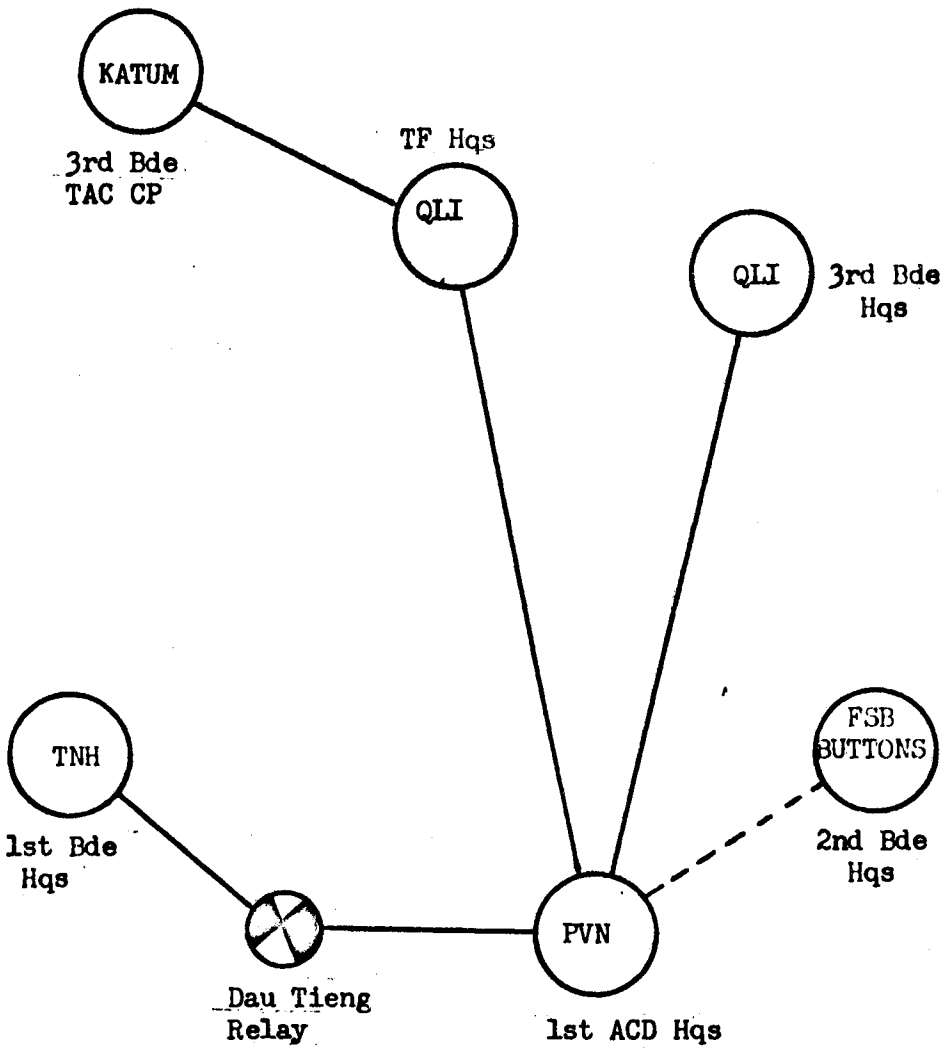 KATUM
3rd Bde
TAC CP
TF Hqs
QLI
QLI
3rd Bde
Hqs
TNH
1st Bde
Hqs
FSB
BUTTONS
2nd Bde
Hqs
PVN
Dau Tieng
Relay
1st ACD Hqs